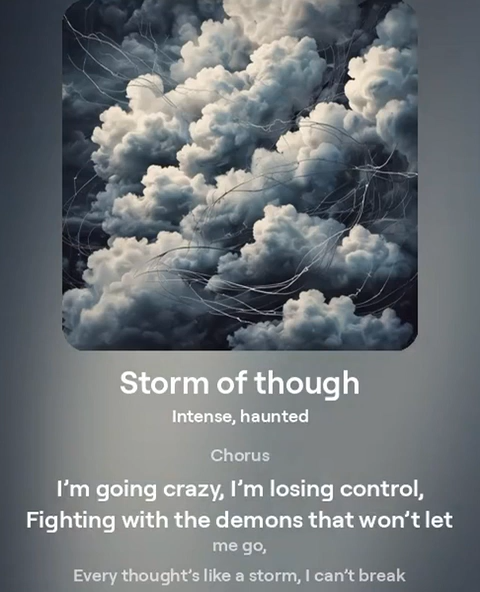 Storm of though
Intense, haunted
Chorus
I'm going crazy, I'm losing control,
Fighting with the demons that won't let
me go,
Every thought's like a storm, I can't break